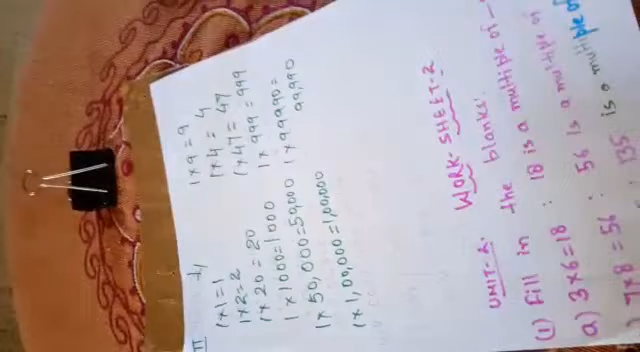 II
1×1=1
1×2=2
1×20=20
1×1000=1000
1×50,000=50,000
1×1,00,000=1,00,000
1×9=9
1×4= 4
1×47= 47
1×999=999
1×99990=
99,990
UNIT-2. WORK-SHEET-2
(1) Fill in the blanks.
a) 3×6=18 : 18 is a multiple of
) 7×8=56 : 56 is a multiple of
: 135 is a multiple of